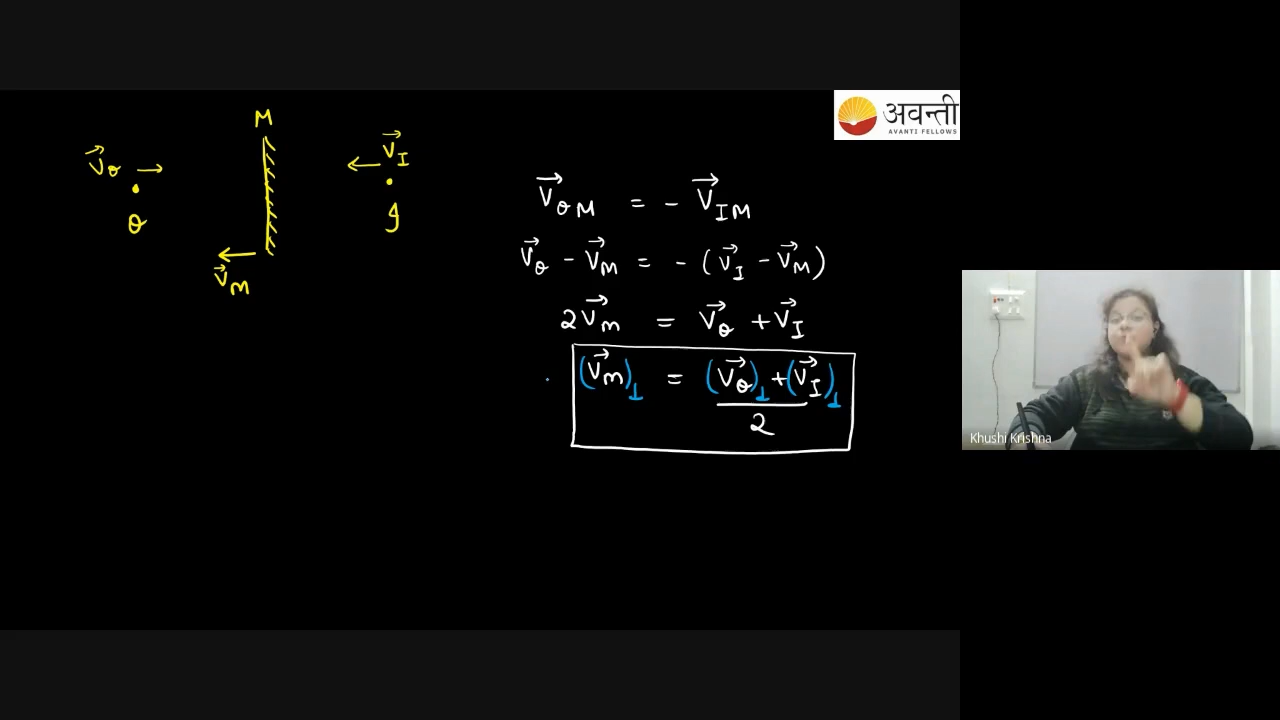 M
अवन्ती
AVANTI FELLOWS
V⃗o →
← V⃗I
O
I
V⃗M
V⃗OM = - V⃗IM
V⃗O - V⃗M = - (V⃗I - V⃗M)
2V⃗m = V⃗O + V⃗I
(V⃗m)⊥ = (V⃗O)⊥ + (V⃗I)⊥
2
Khushi Krishna